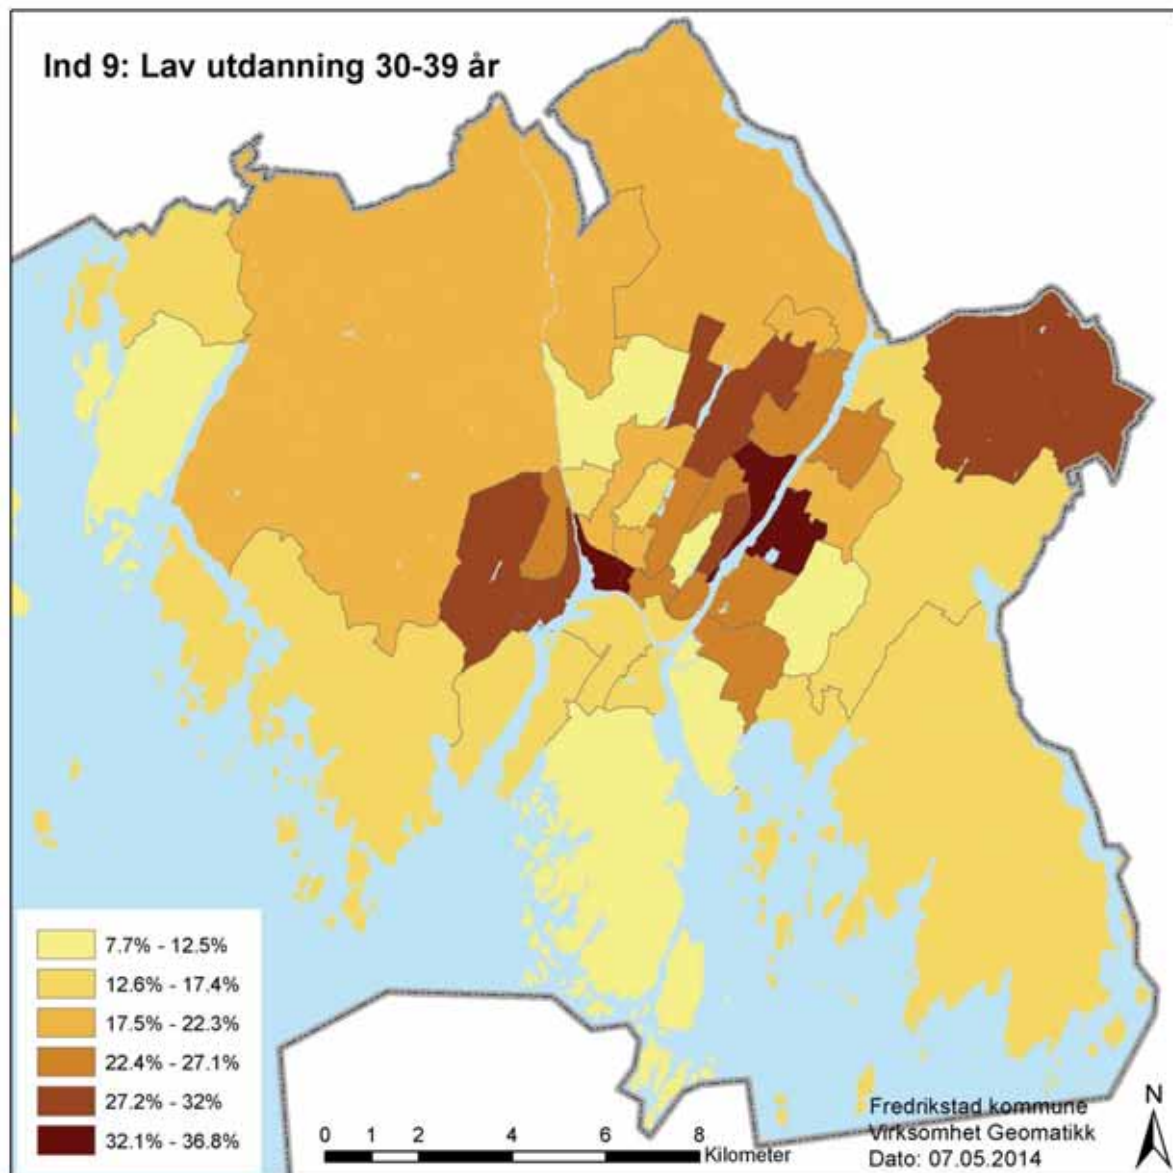 Ind 9: Lav utdanning 30-39 år
7.7% - 12.5%
12.6% - 17.4%
17.5% - 22.3%
22.4% - 27.1%
27.2% - 32%
32.1% - 36.8%
0 1 2 4 6 8
Kilometer
N
Fredrikstad kommune
Virksomhet Geomatikk
Dato: 07.05.2014